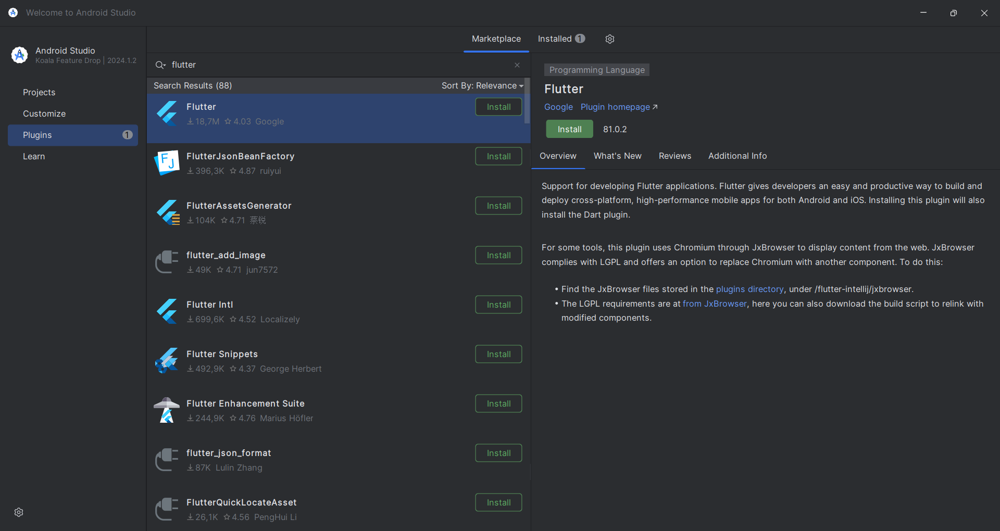 Welcome to Android Studio
Android Studio
Koala Feature Drop | 2024.1.2
Projects
Customize
Plugins 1
Learn
Marketplace Installed 1
flutter
Search Results (88) Sort By: Relevance
Flutter Install
18,7M 4.03 Google
FlutterJsonBeanFactory Install
396,3K 4.87 ruiyui
FlutterAssetsGenerator Install
104K 4.71 蔡锐
flutter_add_image Install
49K 4.71 jun7572
Flutter Intl Install
699,6K 4.52 Localizely
Flutter Snippets Install
492,9K 4.37 George Herbert
Flutter Enhancement Suite Install
244,9K 4.76 Marius Höfler
flutter_json_format Install
87K Lulin Zhang
FlutterQuickLocateAsset Install
26,1K 4.56 PengHui Li
Programming Language
Flutter
Google Plugin homepage
Install 81.0.2
Overview What's New Reviews Additional Info
Support for developing Flutter applications. Flutter gives developers an easy and productive way to build and
deploy cross-platform, high-performance mobile apps for both Android and iOS. Installing this plugin will also
install the Dart plugin.
For some tools, this plugin uses Chromium through JxBrowser to display content from the web. JxBrowser
complies with LGPL and offers an option to replace Chromium with another component. To do this:
• Find the JxBrowser files stored in the plugins directory, under /flutter-intellij/jxbrowser.
• The LGPL requirements are at from JxBrowser, here you can also download the build script to relink with
modified components.